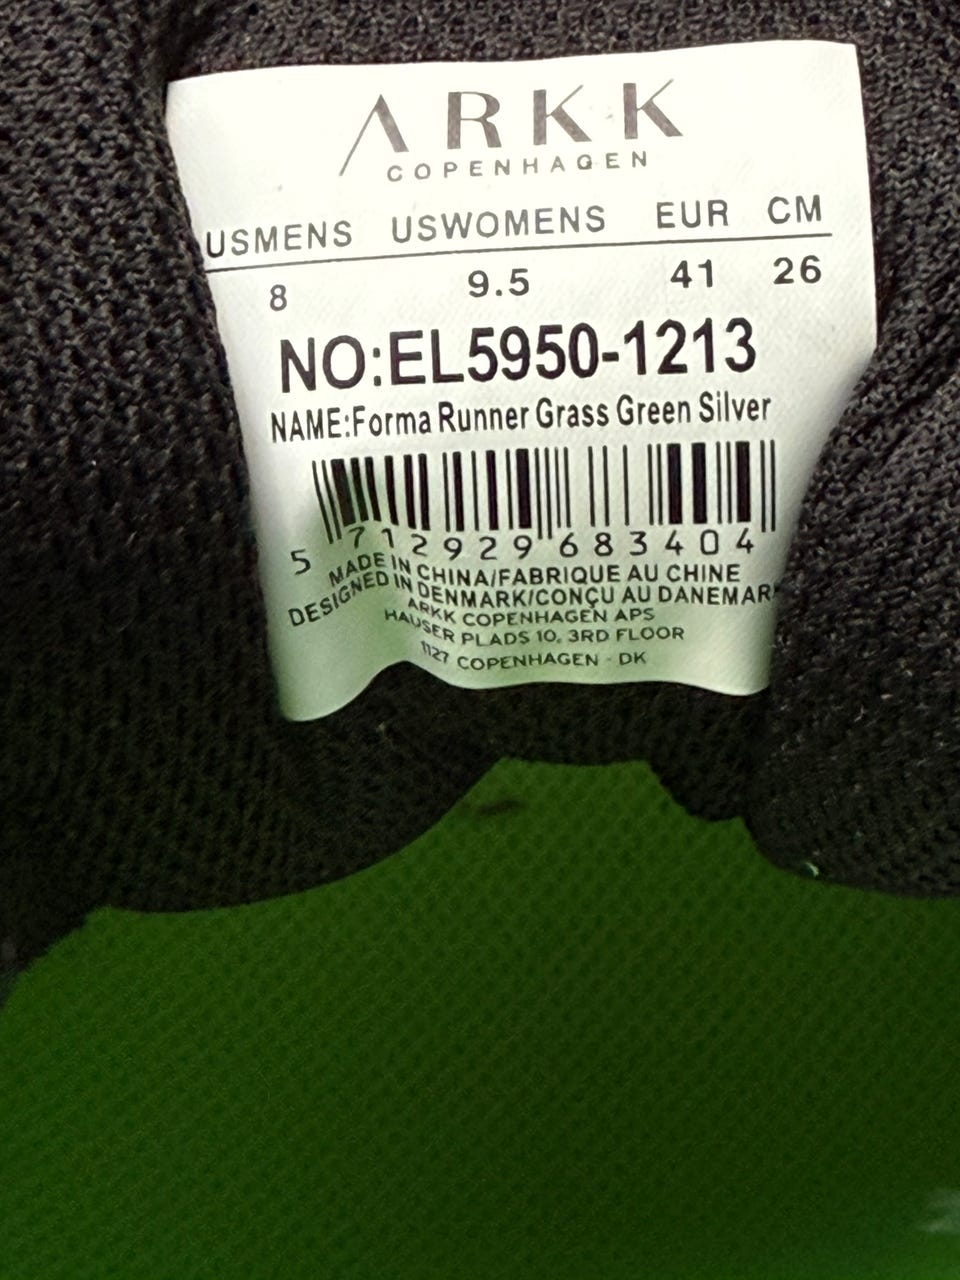 ARKK
COPENHAGEN
USMENS USWOMENS EUR CM
8 9.5 41 26
NO:EL5950-1213
NAME:Forma Runner Grass Green Silver
5 712929 683404
MADE IN CHINA/FABRIQUE AU CHINE
DESIGNED IN DENMARK/CONÇU AU DANEMARK
ARKK COPENHAGEN APS
HAUSER PLADS 10, 3RD FLOOR
1127 COPENHAGEN - DK